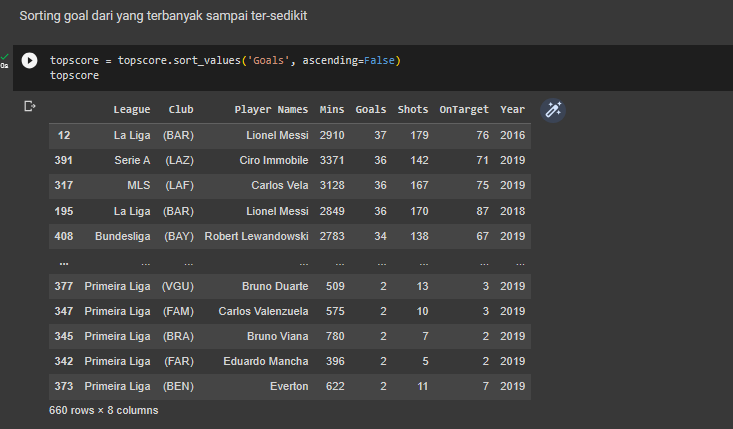 Sorting goal dari yang terbanyak sampai ter-sedikit
0s
topscore = topscore.sort_values('Goals', ascending=False)
topscore
League Club Player Names Mins Goals Shots OnTarget Year
12 La Liga (BAR) Lionel Messi 2910 37 179 76 2016
391 Serie A (LAZ) Ciro Immobile 3371 36 142 71 2019
317 MLS (LAF) Carlos Vela 3128 36 167 75 2019
195 La Liga (BAR) Lionel Messi 2849 36 170 87 2018
408 Bundesliga (BAY) Robert Lewandowski 2783 34 138 67 2019
... ... ... ... ... ... ... ... ...
377 Primeira Liga (VGU) Bruno Duarte 509 2 13 3 2019
347 Primeira Liga (FAM) Carlos Valenzuela 575 2 10 3 2019
345 Primeira Liga (BRA) Bruno Viana 780 2 7 2 2019
342 Primeira Liga (FAR) Eduardo Mancha 396 2 5 2 2019
373 Primeira Liga (BEN) Everton 622 2 11 7 2019
660 rows × 8 columns